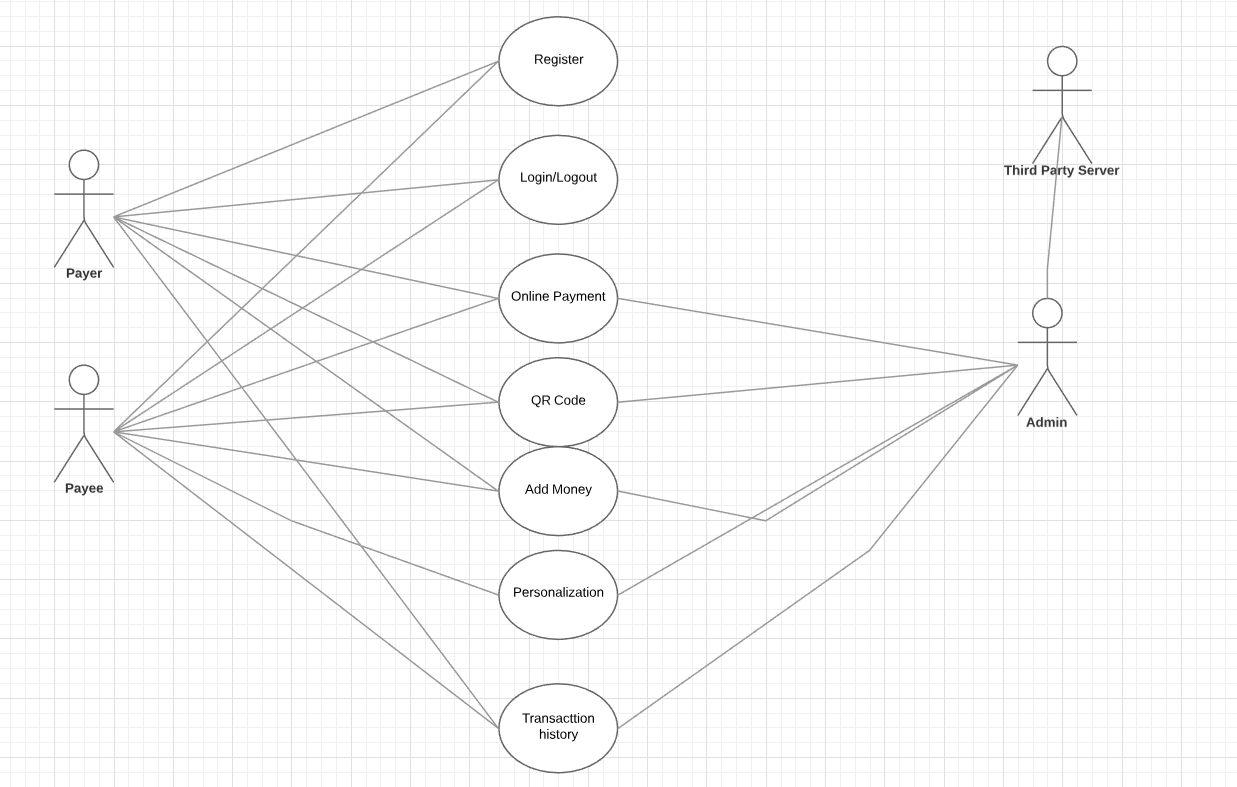 Register
Third Party Server
Login/Logout
Payer
Online Payment
QR Code
Admin
Payee
Add Money
Personalization
Transacttion
history